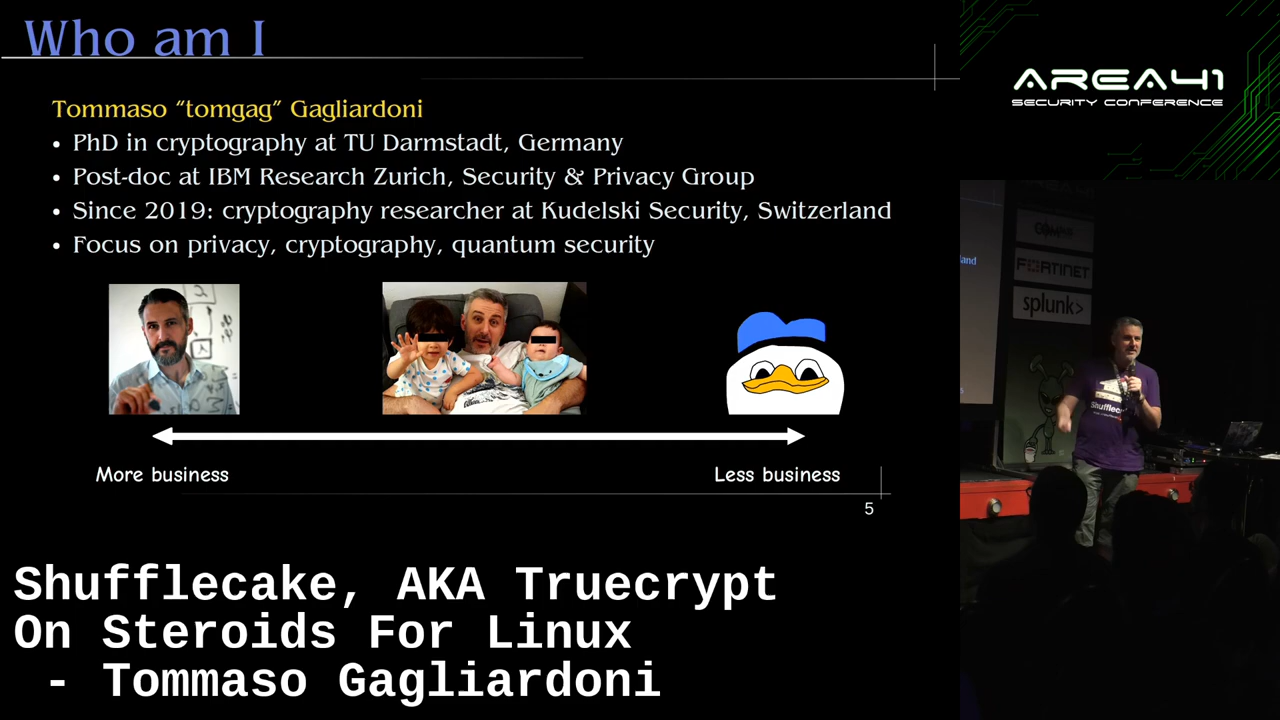 Who am I
Tommaso “tomgag” Gagliardoni
• PhD in cryptography at TU Darmstadt, Germany
• Post-doc at IBM Research Zurich, Security & Privacy Group
• Since 2019: cryptography researcher at Kudelski Security, Switzerland
• Focus on privacy, cryptography, quantum security
More business
Less business
5
Shufflecake, AKA Truecrypt
On Steroids For Linux
- Tommaso Gagliardoni
AREA41
SECURITY CONFERENCE
FORTINET
splunk>